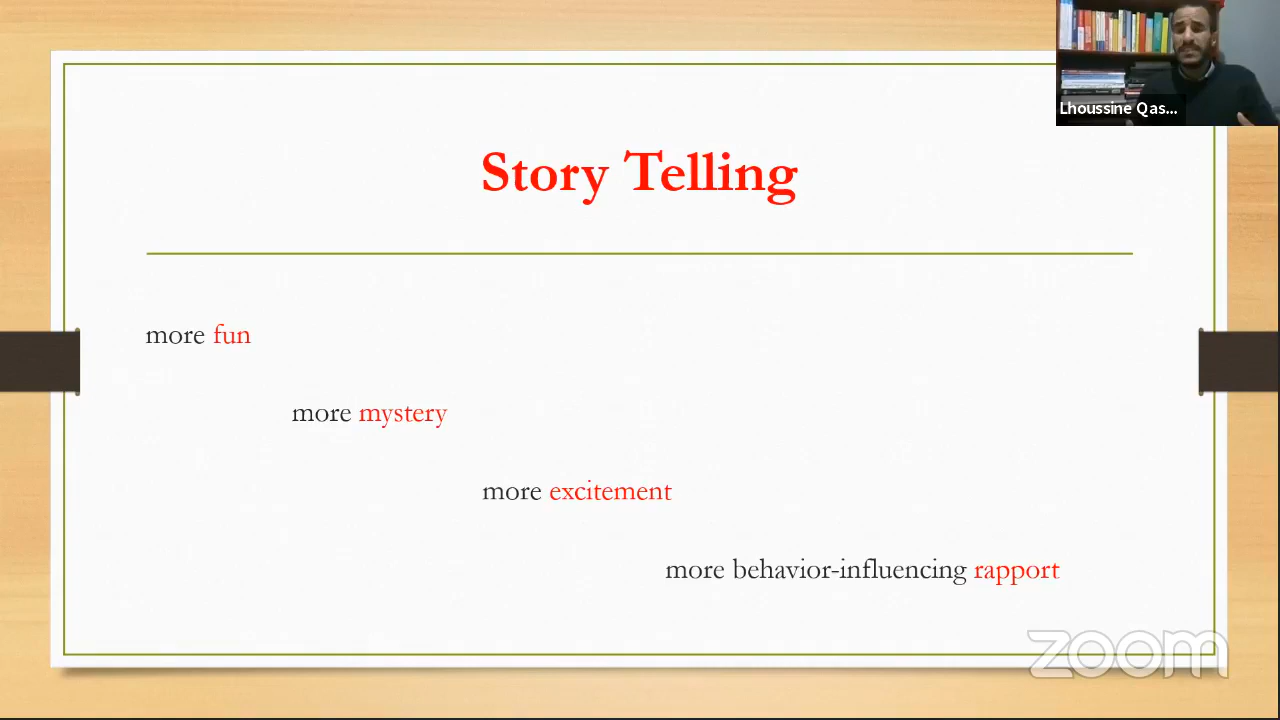 Lhoussine Qas...
Story Telling
more fun
more mystery
more excitement
more behavior-influencing rapport
zoom